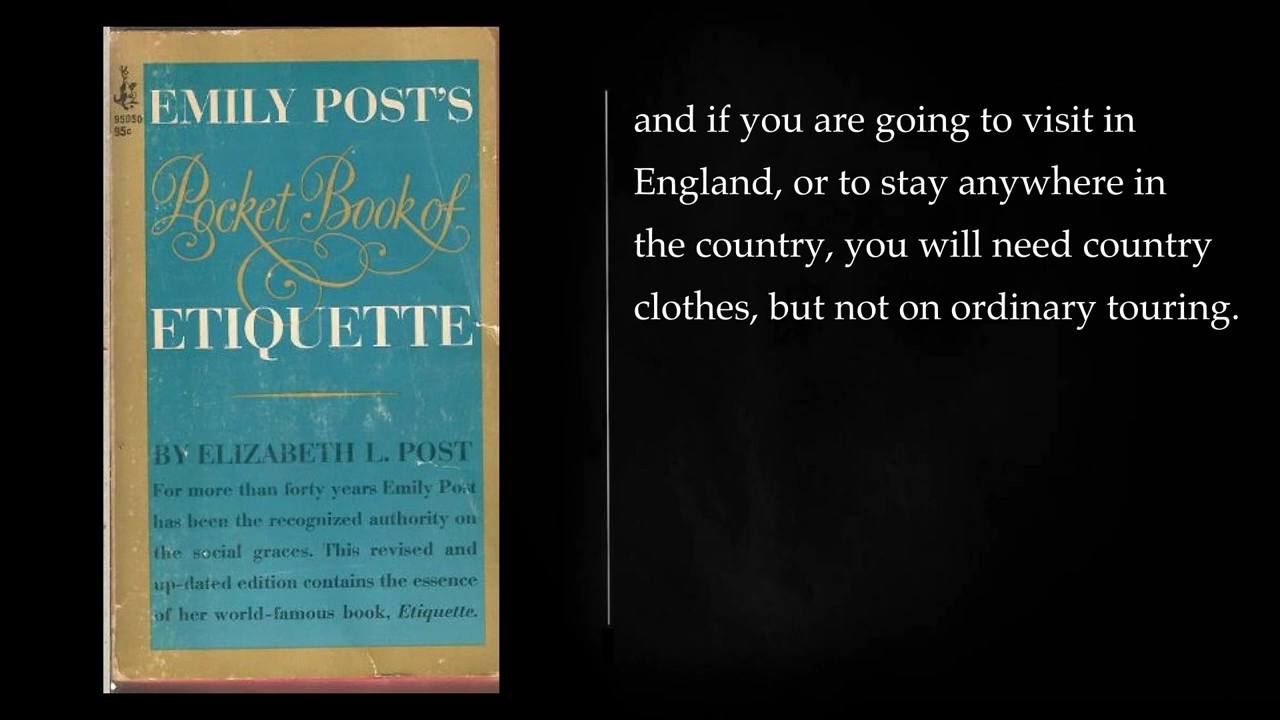 95050
95c
EMILY POST'S
Pocket Book of
ETIQUETTE
BY ELIZABETH L. POST
For more than forty years Emily Post
has been the recognized authority on
the social graces. This revised and
up-dated edition contains the essence
of her world-famous book, Etiquette.
and if you are going to visit in
England, or to stay anywhere in
the country, you will need country
clothes, but not on ordinary touring.